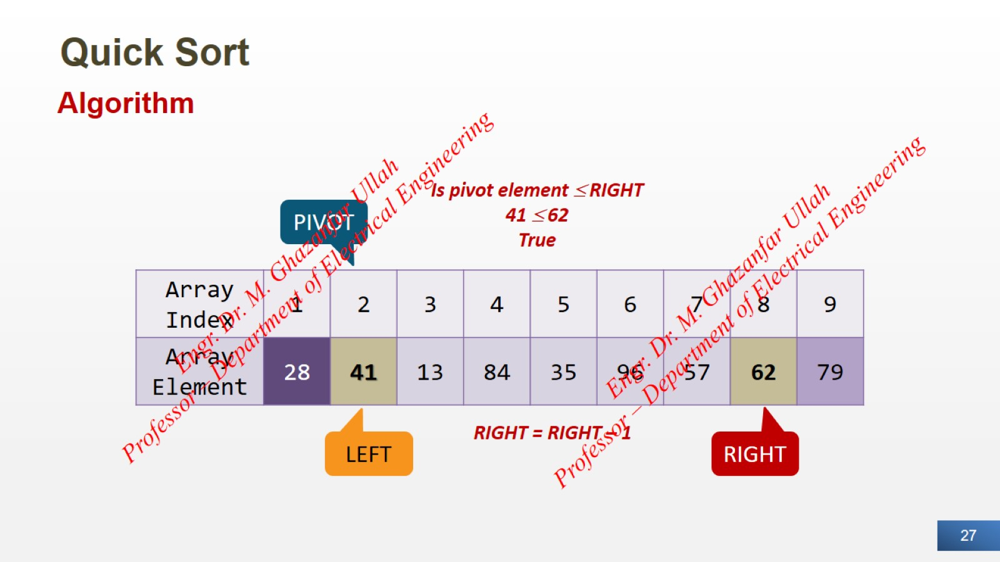 Quick Sort
Algorithm
Is pivot element ≤RIGHT
41 ≤62
True
PIVOT
Array Index 1 2 3 4 5 6 7 8 9
Array Element 28 41 13 84 35 96 57 62 79
RIGHT = RIGHT - 1
LEFT
RIGHT
Engr. Dr. M. Ghazanfar Ullah
Professor – Department of Electrical Engineering
Engr. Dr. M. Ghazanfar Ullah
Professor – Department of Electrical Engineering
27